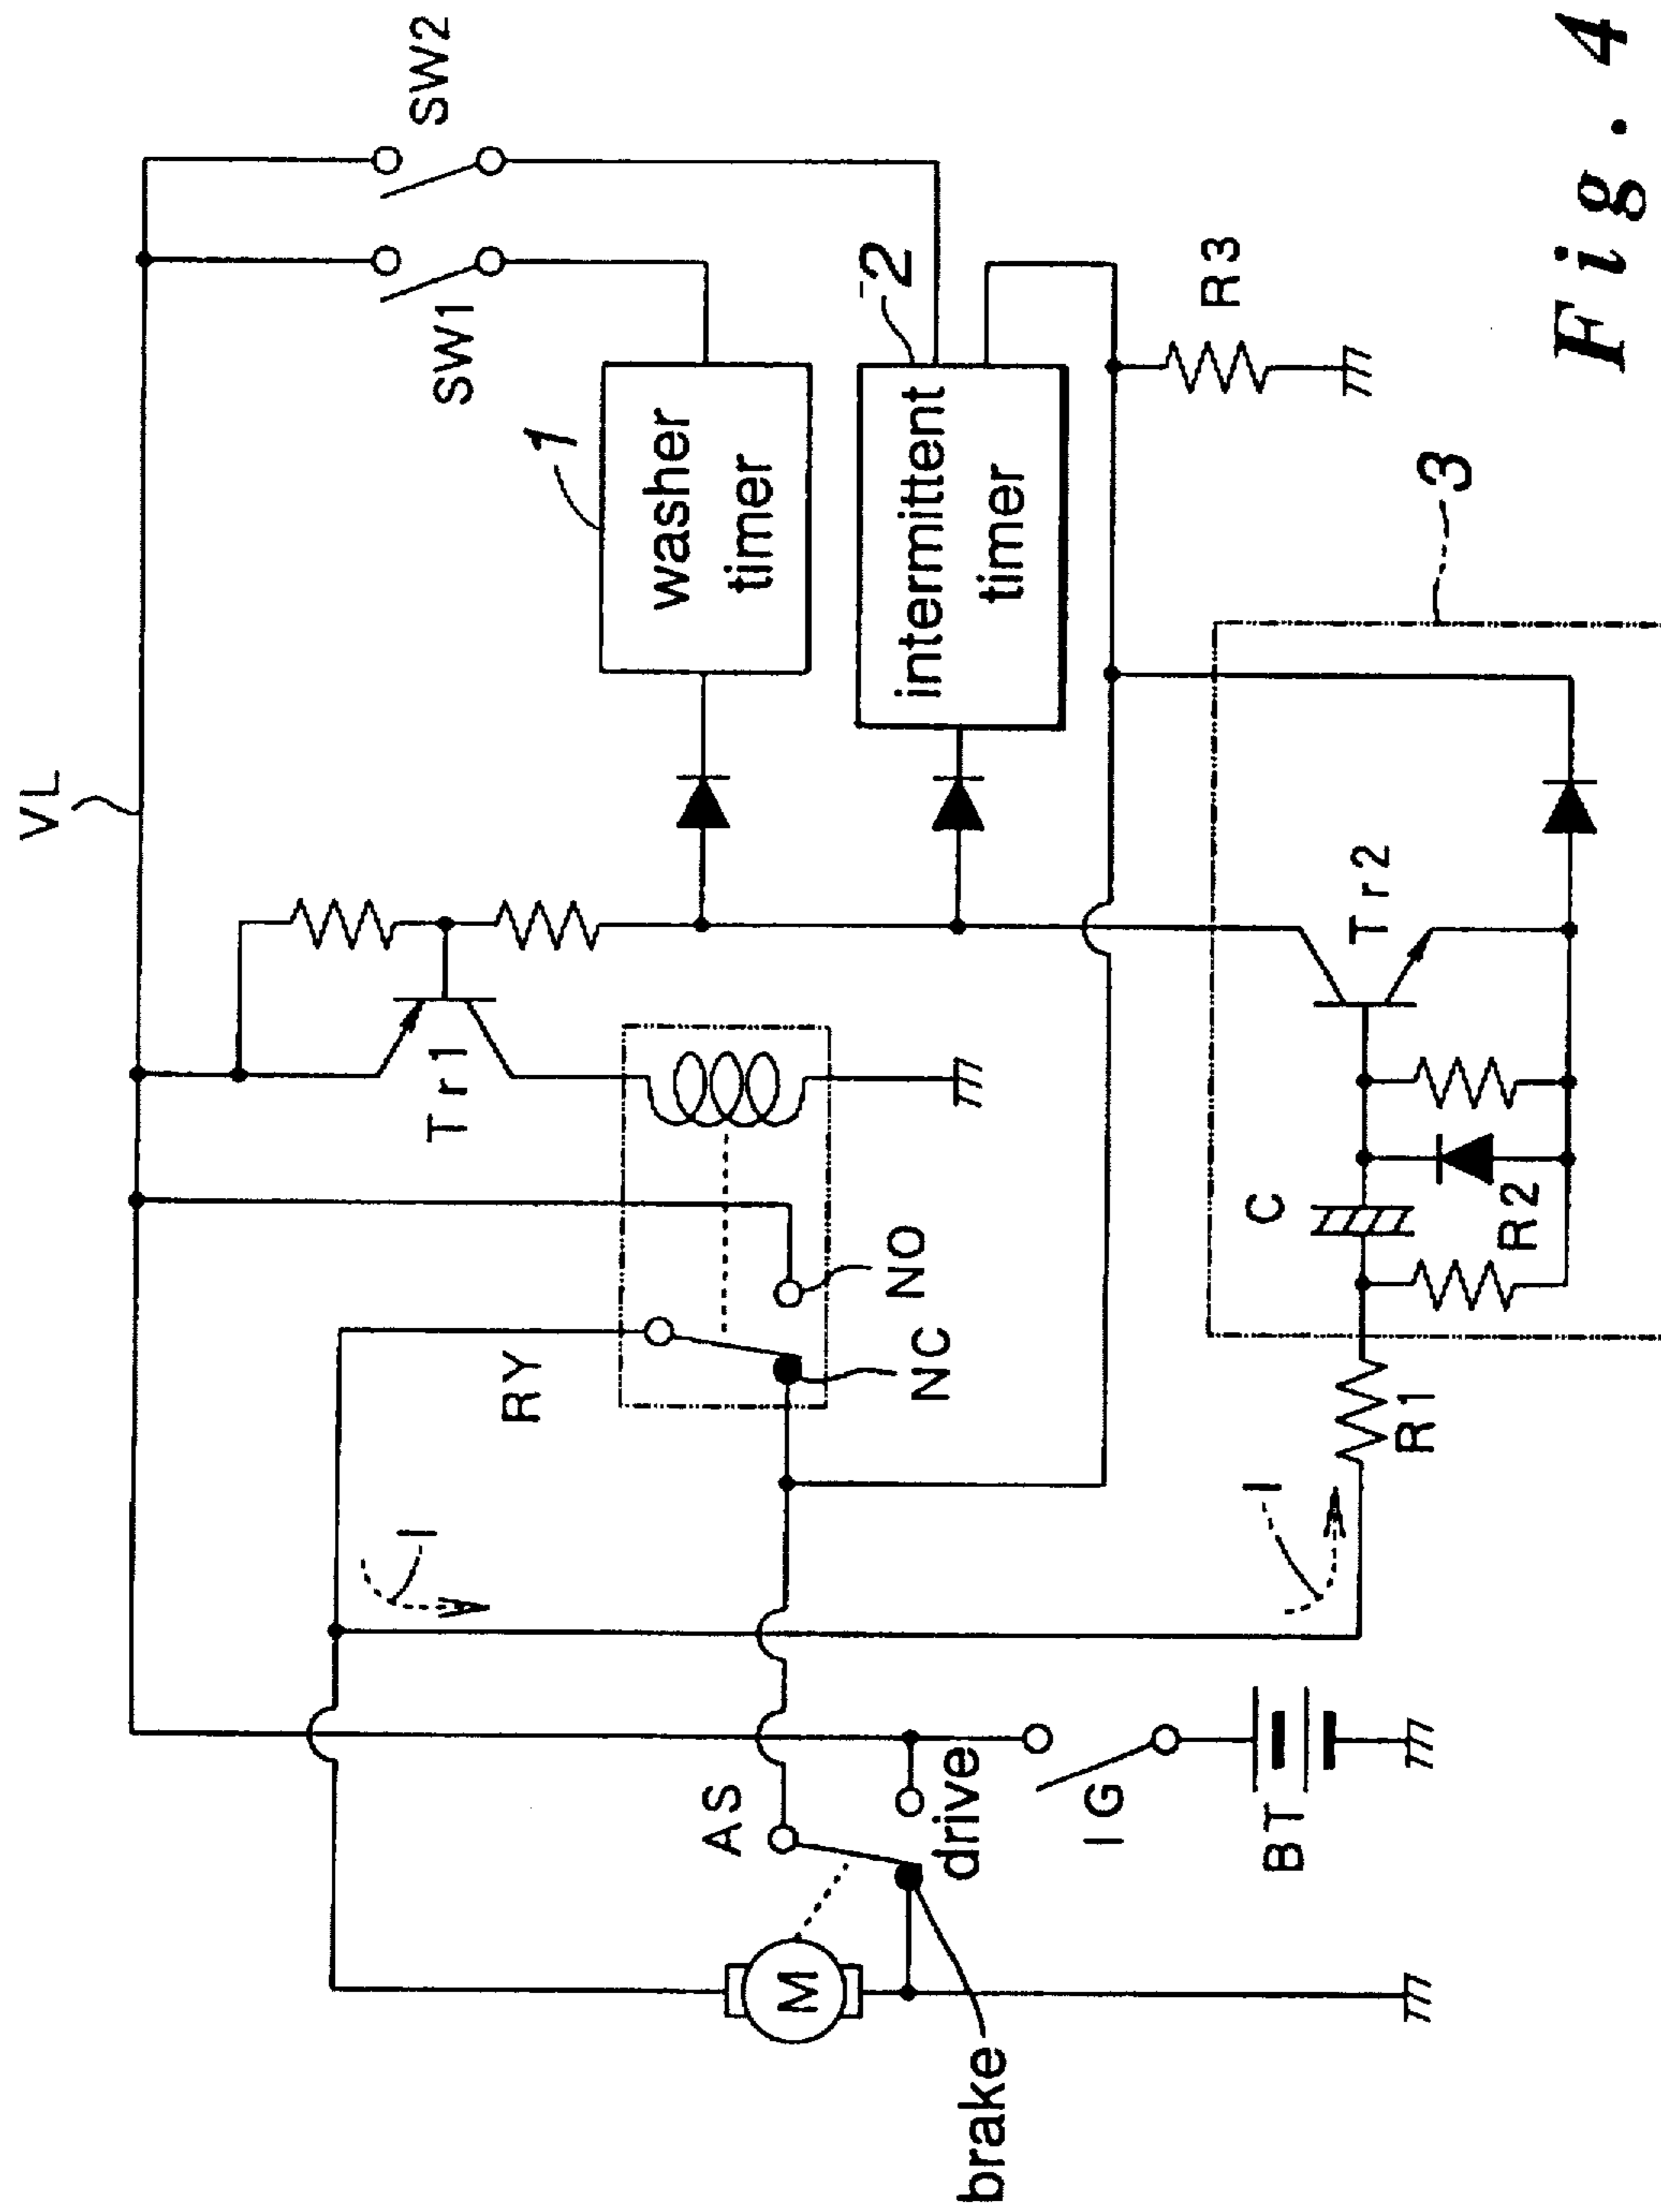 VL
SW2
SW1
1
washer
timer
2
intermittent
timer
R3
Tr1
RY
NO
NC
I
AS
M
drive
brake
IG
BT
I
R1
C
R2
Tr2
3
Fig. 4